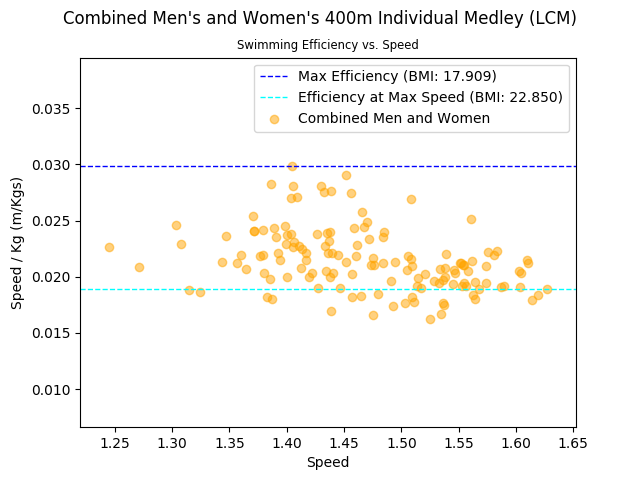 Combined Men's and Women's 400m Individual Medley (LCM)
Swimming Efficiency vs. Speed
Max Efficiency (BMI: 17.909)
Efficiency at Max Speed (BMI: 22.850)
Combined Men and Women
Speed / Kg (m/Kgs)
0.035
0.030
0.025
0.020
0.015
0.010
1.25 1.30 1.35 1.40 1.45 1.50 1.55 1.60 1.65
Speed